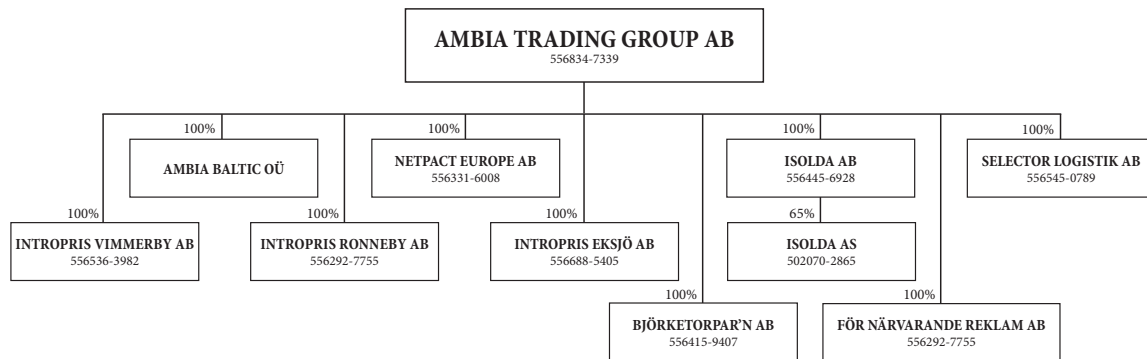 AMBIA TRADING GROUP AB
556834-7339
100%
AMBIA BALTIC OÜ
100%
NETPACT EUROPE AB
556331-6008
100%
ISOLDA AB
556445-6928
100%
SELECTOR LOGISTIK AB
556545-0789
100%
INTROPRIS VIMMERBY AB
556536-3982
100%
INTROPRIS RONNEBY AB
556292-7755
100%
INTROPRIS EKSJÖ AB
556688-5405
65%
ISOLDA AS
502070-2865
100%
BJÖRKETORPAR'N AB
556415-9407
100%
FÖR NÄRVARANDE REKLAM AB
556292-7755